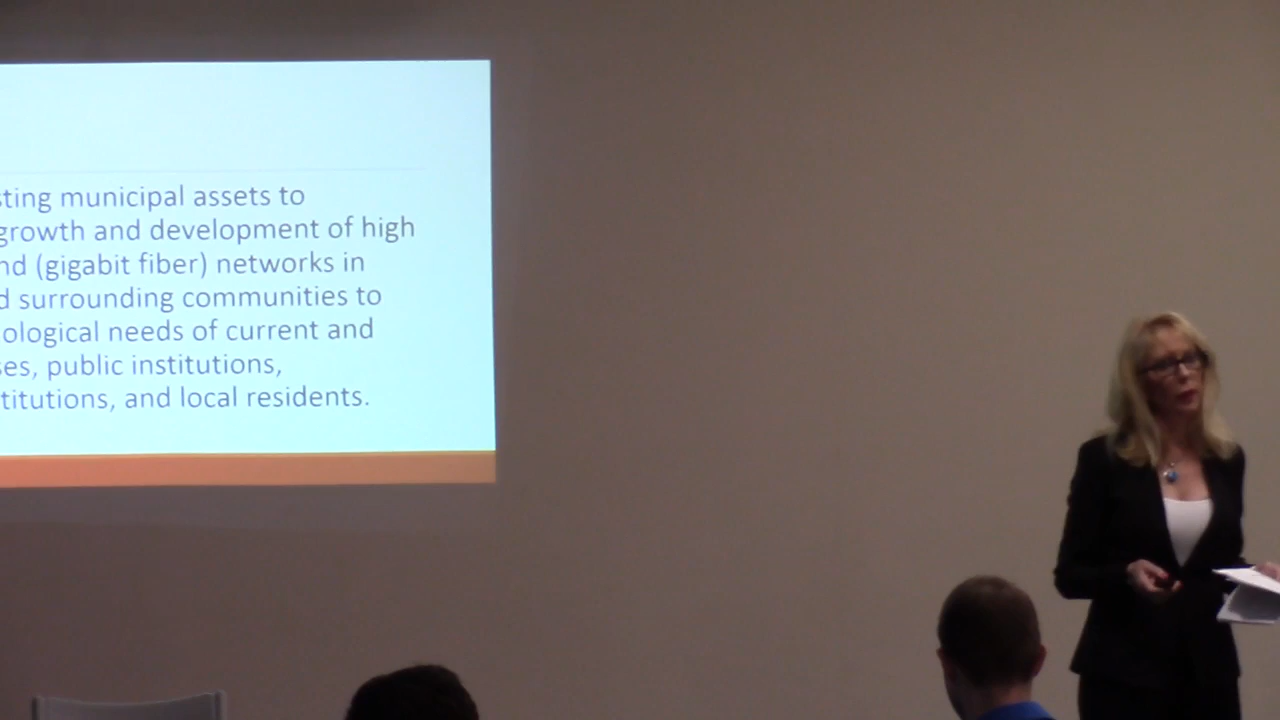 sting municipal assets to
growth and development of high
nd (gigabit fiber) networks in
d surrounding communities to
ological needs of current and
ses, public institutions,
titutions, and local residents.